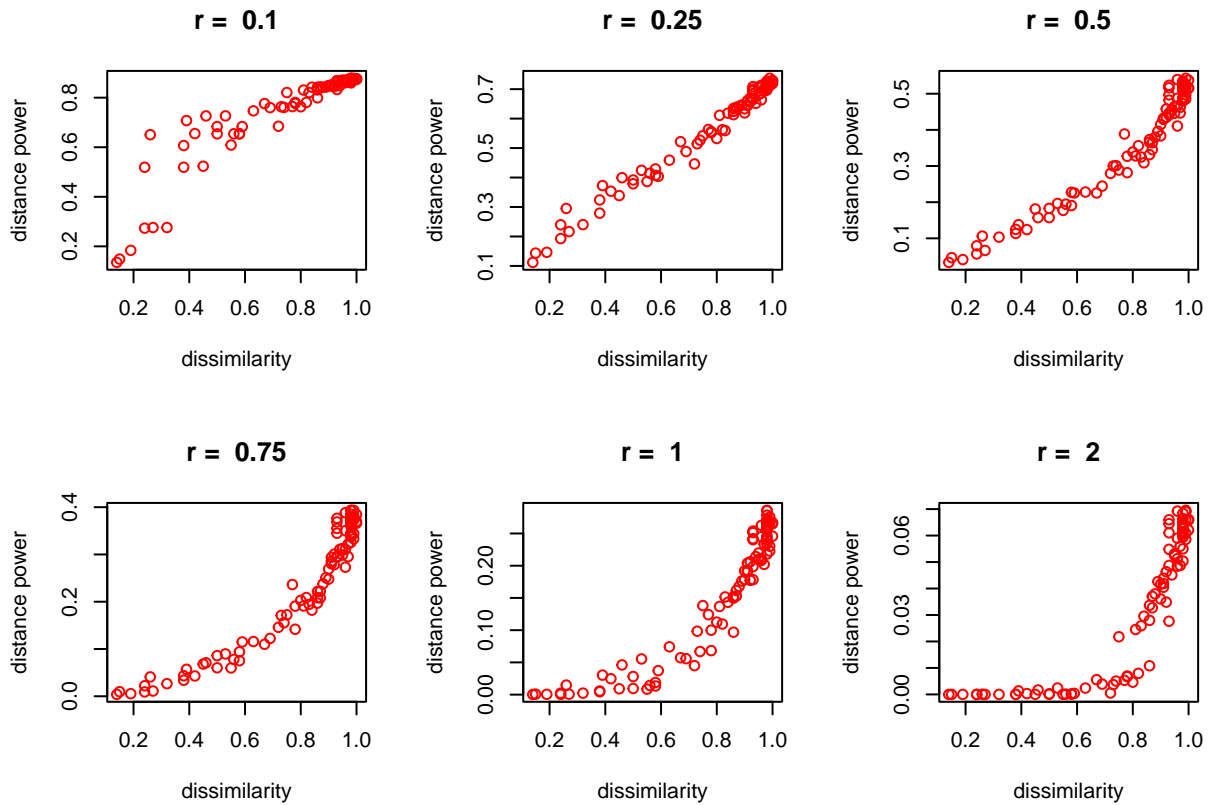 r = 0.1
0.2 0.4 0.6 0.8
distance power
0.2 0.4 0.6 0.8 1.0
dissimilarity
r = 0.25
0.1 0.3 0.5 0.7
distance power
0.2 0.4 0.6 0.8 1.0
dissimilarity
r = 0.5
0.1 0.3 0.5
distance power
0.2 0.4 0.6 0.8 1.0
dissimilarity
r = 0.75
0.0 0.2 0.4
distance power
0.2 0.4 0.6 0.8 1.0
dissimilarity
r = 1
0.00 0.10 0.20
distance power
0.2 0.4 0.6 0.8 1.0
dissimilarity
r = 2
0.00 0.03 0.06
distance power
0.2 0.4 0.6 0.8 1.0
dissimilarity